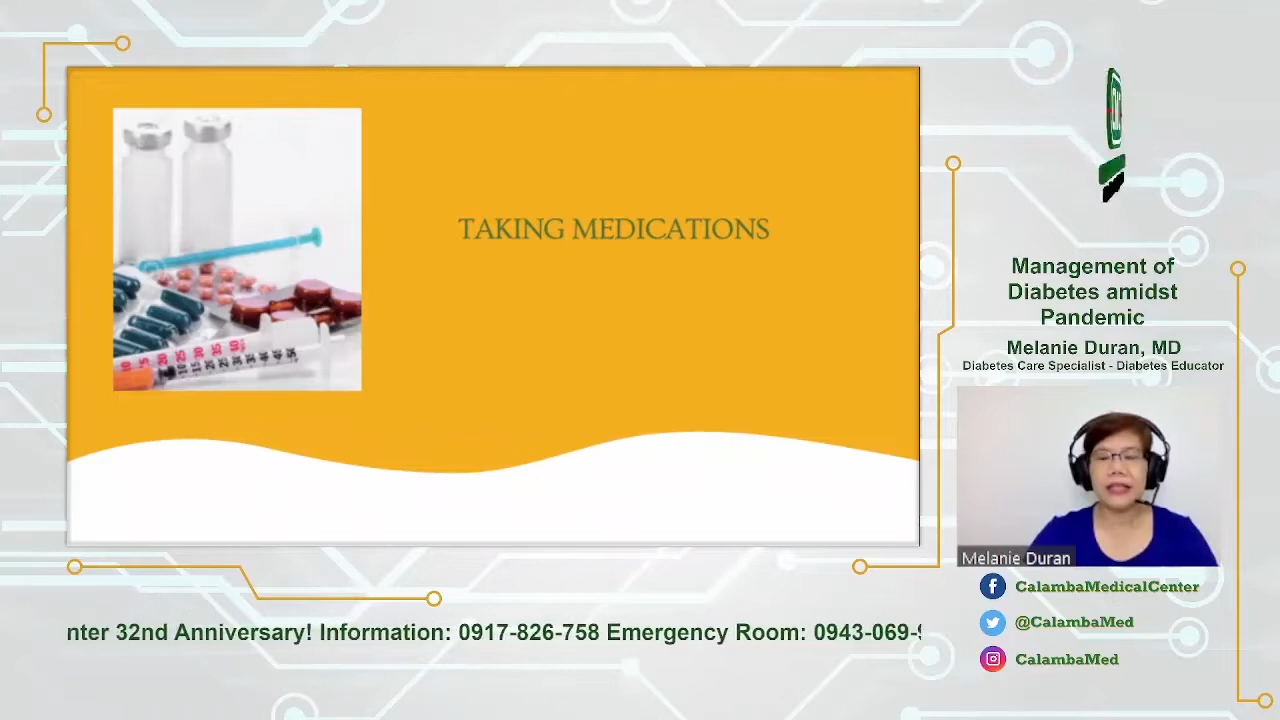 TAKING MEDICATIONS
Management of
Diabetes amidst
Pandemic
Melanie Duran, MD
Diabetes Care Specialist - Diabetes Educator
Melanie Duran
CalambaMedicalCenter
@CalambaMed
CalambaMed
nter 32nd Anniversary! Information: 0917-826-758 Emergency Room: 0943-069-